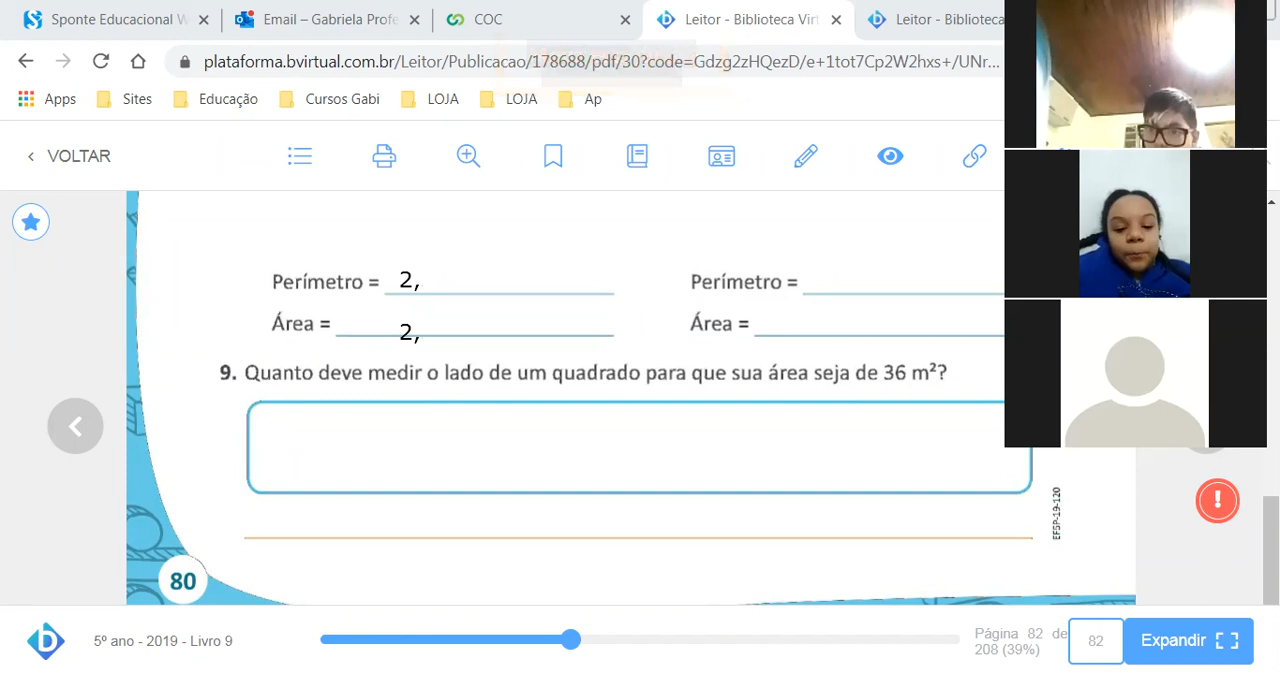 Sponte Educacional W
Email – Gabriela Profe
COC
Leitor - Biblioteca Virt
Leitor - Biblioteca
plataforma.bvirtual.com.br/Leitor/Publicacao/178688/pdf/30?code=Gdzg2zHQezD/e+1tot7Cp2W2hxs+/UNr...
Apps
Sites
Educação
Cursos Gabi
LOJA
LOJA
Ap
VOLTAR
Perímetro = 2,
Área = 2,
Perímetro =
Área =
9. Quanto deve medir o lado de um quadrado para que sua área seja de 36 m²?
EF5P-19-120
80
5º ano - 2019 - Livro 9
Página 82 de
208 (39%)
82
Expandir